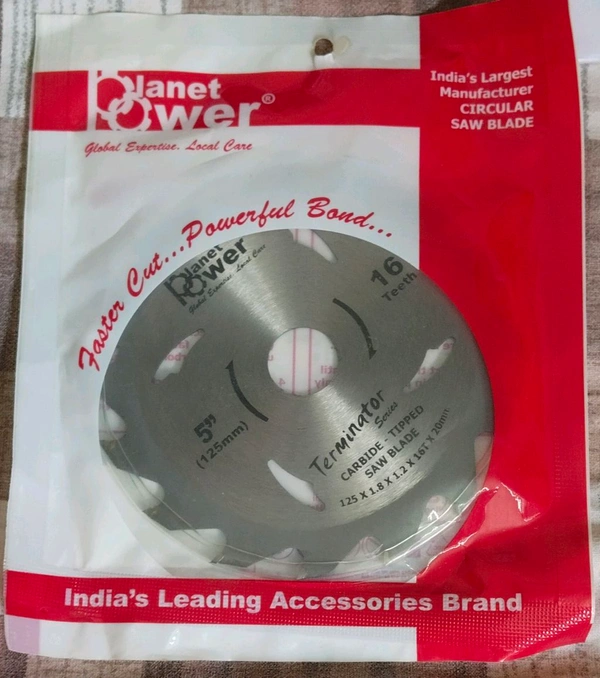 Planet
Power®
Global Expertise. Local Care
India's Largest
Manufacturer
CIRCULAR
SAW BLADE
Faster Cut...Powerful Bond...
Planet
Power
Global Expertise. Local Care
16
Teeth
5"
(125mm)
Terminator
Series
CARBIDE - TIPPED
SAW BLADE
125 X 1.8 X 1.2 X 16T X 20mm
India's Leading Accessories Brand